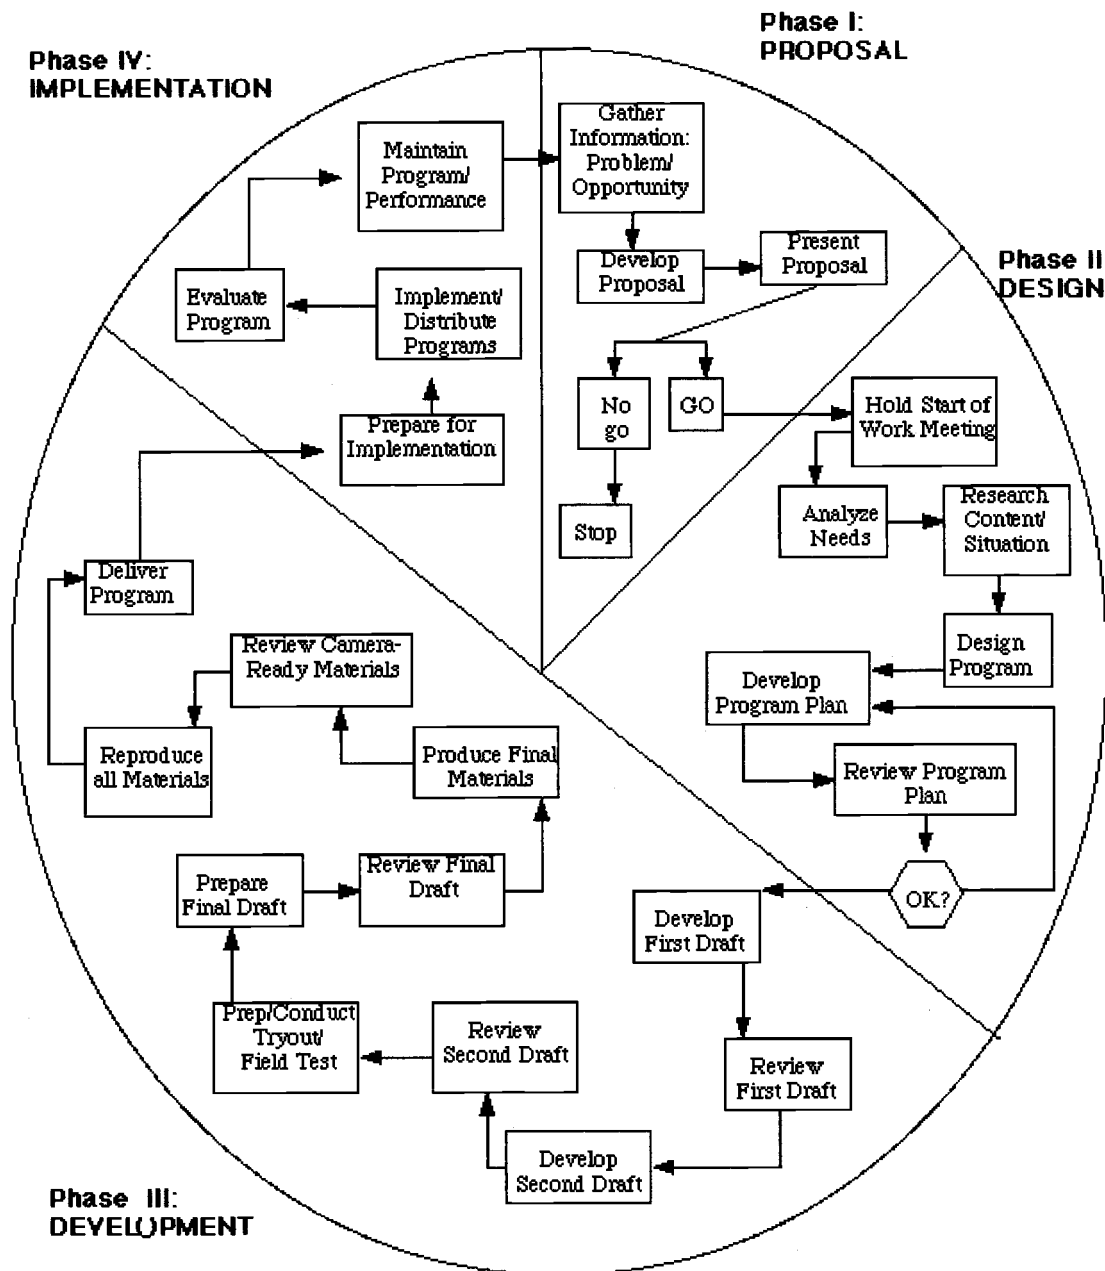 Phase I:
PROPOSAL
Phase IV:
IMPLEMENTATION
Gather
Information:
Problem/
Opportunity
Develop
Proposal
Present
Proposal
No
go
GO
Stop
Phase II
DESIGN
Hold Start of
Work Meeting
Analyze
Needs
Research
Content/
Situation
Design
Program
Develop
Program Plan
Review Program
Plan
OK?
Develop
First Draft
Review
First Draft
Develop
Second Draft
Review
Second Draft
Prep/Conduct
Tryout/
Field Test
Prepare
Final Draft
Review Final
Draft
Produce Final
Materials
Review Camera-
Ready Materials
Reproduce
all Materials
Deliver
Program
Phase III:
DEVELOPMENT
Prepare for
Implementation
Implement/
Distribute
Programs
Evaluate
Program
Maintain
Program/
Performance